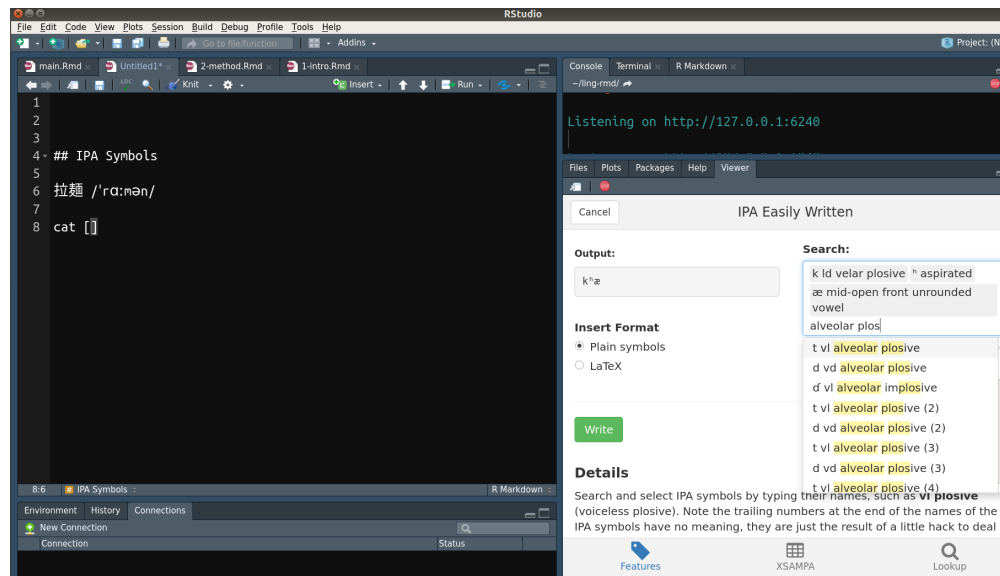 RStudio
File Edit Code View Plots Session Build Debug Profile Tools Help
Go to file/function Addins Project: (N
main.Rmd Untitled1* 2-method.Rmd 1-intro.Rmd
ABC Knit Insert Run
1
2
3
4 ## IPA Symbols
5
6 拉麺 /ˈrɑːmən/
7
8 cat []
8:6 IPA Symbols R Markdown
Environment History Connections
New Connection
Connection Status
Console Terminal R Markdown
~/ling-rmd/
Listening on http://127.0.0.1:6240
Files Plots Packages Help Viewer
Cancel IPA Easily Written
Output:
kʰæ
Insert Format
Plain symbols
LaTeX
Write
Search:
k ld velar plosive ʰ aspirated
æ mid-open front unrounded
vowel
alveolar plos
t vl alveolar plosive
d vd alveolar plosive
ɗ vl alveolar implosive
t vl alveolar plosive (2)
d vd alveolar plosive (2)
t vl alveolar plosive (3)
d vd alveolar plosive (3)
t vl alveolar plosive (4)
Details
Search and select IPA symbols by typing their names, such as vl plosive
(voiceless plosive). Note the trailing numbers at the end of the names of the
IPA symbols have no meaning, they are just the result of a little hack to deal
Features XSAMPA Lookup